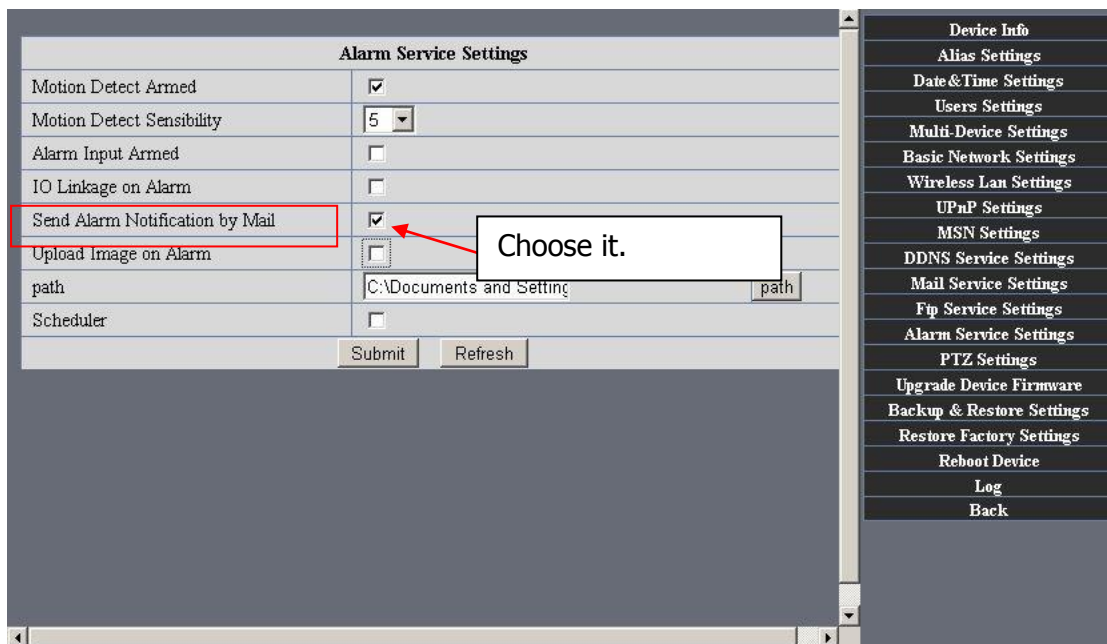 Alarm Service Settings
Motion Detect Armed
Motion Detect Sensibility 5
Alarm Input Armed
IO Linkage on Alarm
Send Alarm Notification by Mail
Choose it.
Upload Image on Alarm
path C:\Documents and Setting path
Scheduler
Submit Refresh
Device Info
Alias Settings
Date&Time Settings
Users Settings
Multi-Device Settings
Basic Network Settings
Wireless Lan Settings
UPnP Settings
MSN Settings
DDNS Service Settings
Mail Service Settings
Ftp Service Settings
Alarm Service Settings
PTZ Settings
Upgrade Device Firmware
Backup & Restore Settings
Restore Factory Settings
Reboot Device
Log
Back